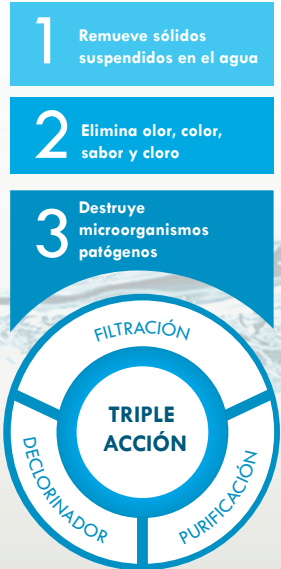 1
Remueve sólidos
suspendidos en el agua
2
Elimina olor, color,
sabor y cloro
3
Destruye
microorganismos
patógenos
FILTRACIÓN
TRIPLE
ACCIÓN
DECLORINADOR
PURIFICACIÓN